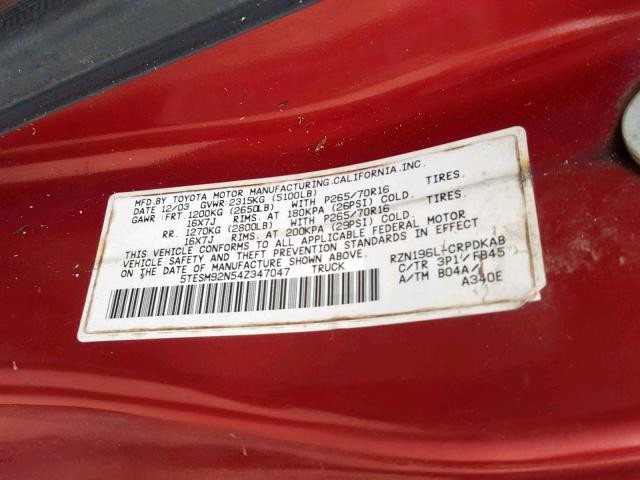 MFD.BY TOYOTA MOTOR MANUFACTURING.CALIFORNIA.INC.
DATE 12/03 GVWR 2315KG (5100LB)
GAWR: FRT.1200KG (2650LB) WITH P265/70R16 TIRES.
16X7J RIMS. AT 180KPA (26PSI) COLD.
RR. 1270KG (2800LB) WITH P265/70R16 TIRES.
16X7J RIMS. AT 200KPA (29PSI) COLD.
THIS VEHICLE CONFORMS TO ALL APPLICABLE FEDERAL MOTOR
VEHICLE SAFETY AND THEFT PREVENTION STANDARDS IN EFFECT
ON THE DATE OF MANUFACTURE SHOWN ABOVE.
5TESM92N54Z347047 TRUCK
RZN196L-CRPDKAB
C/TR 3P1 / FB45
A/TM B04A/
A340E